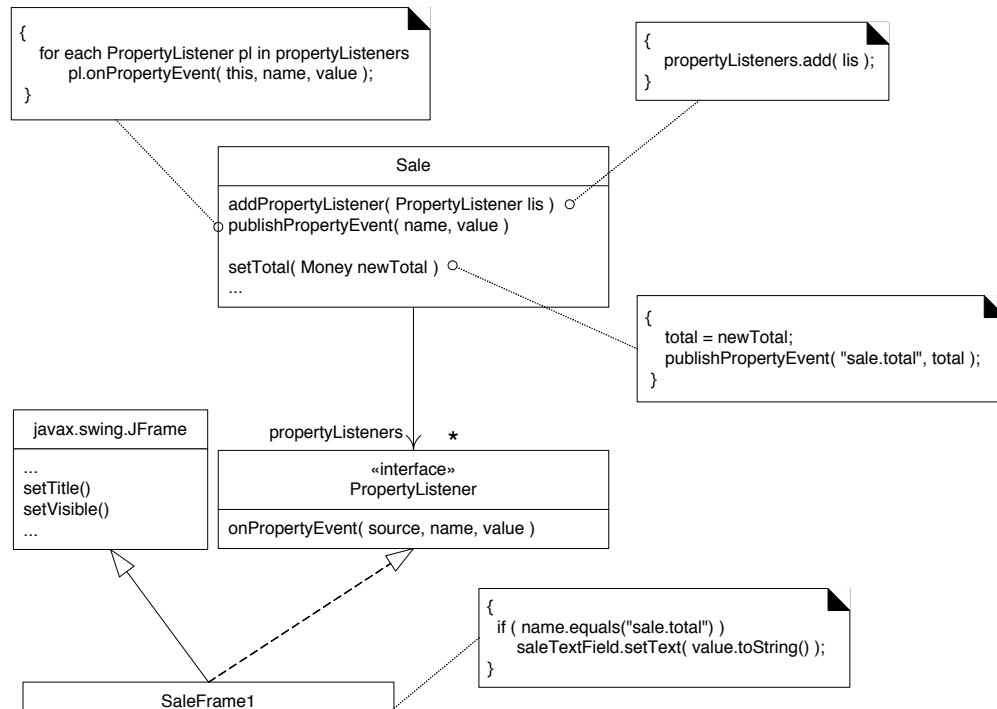 {
for each PropertyListener pl in propertyListeners
pl.onPropertyEvent( this, name, value );
}
{
propertyListeners.add( lis );
}
Sale
addPropertyListener( PropertyListener lis )
publishPropertyEvent( name, value )
setTotal( Money newTotal )
...
{
total = newTotal;
publishPropertyEvent( "sale.total", total );
}
javax.swing.JFrame
...
setTitle()
setVisible()
...
propertyListeners
*
«interface»
PropertyListener
onPropertyEvent( source, name, value )
{
if ( name.equals("sale.total") )
saleTextField.setText( value.toString() );
}
SaleFrame1